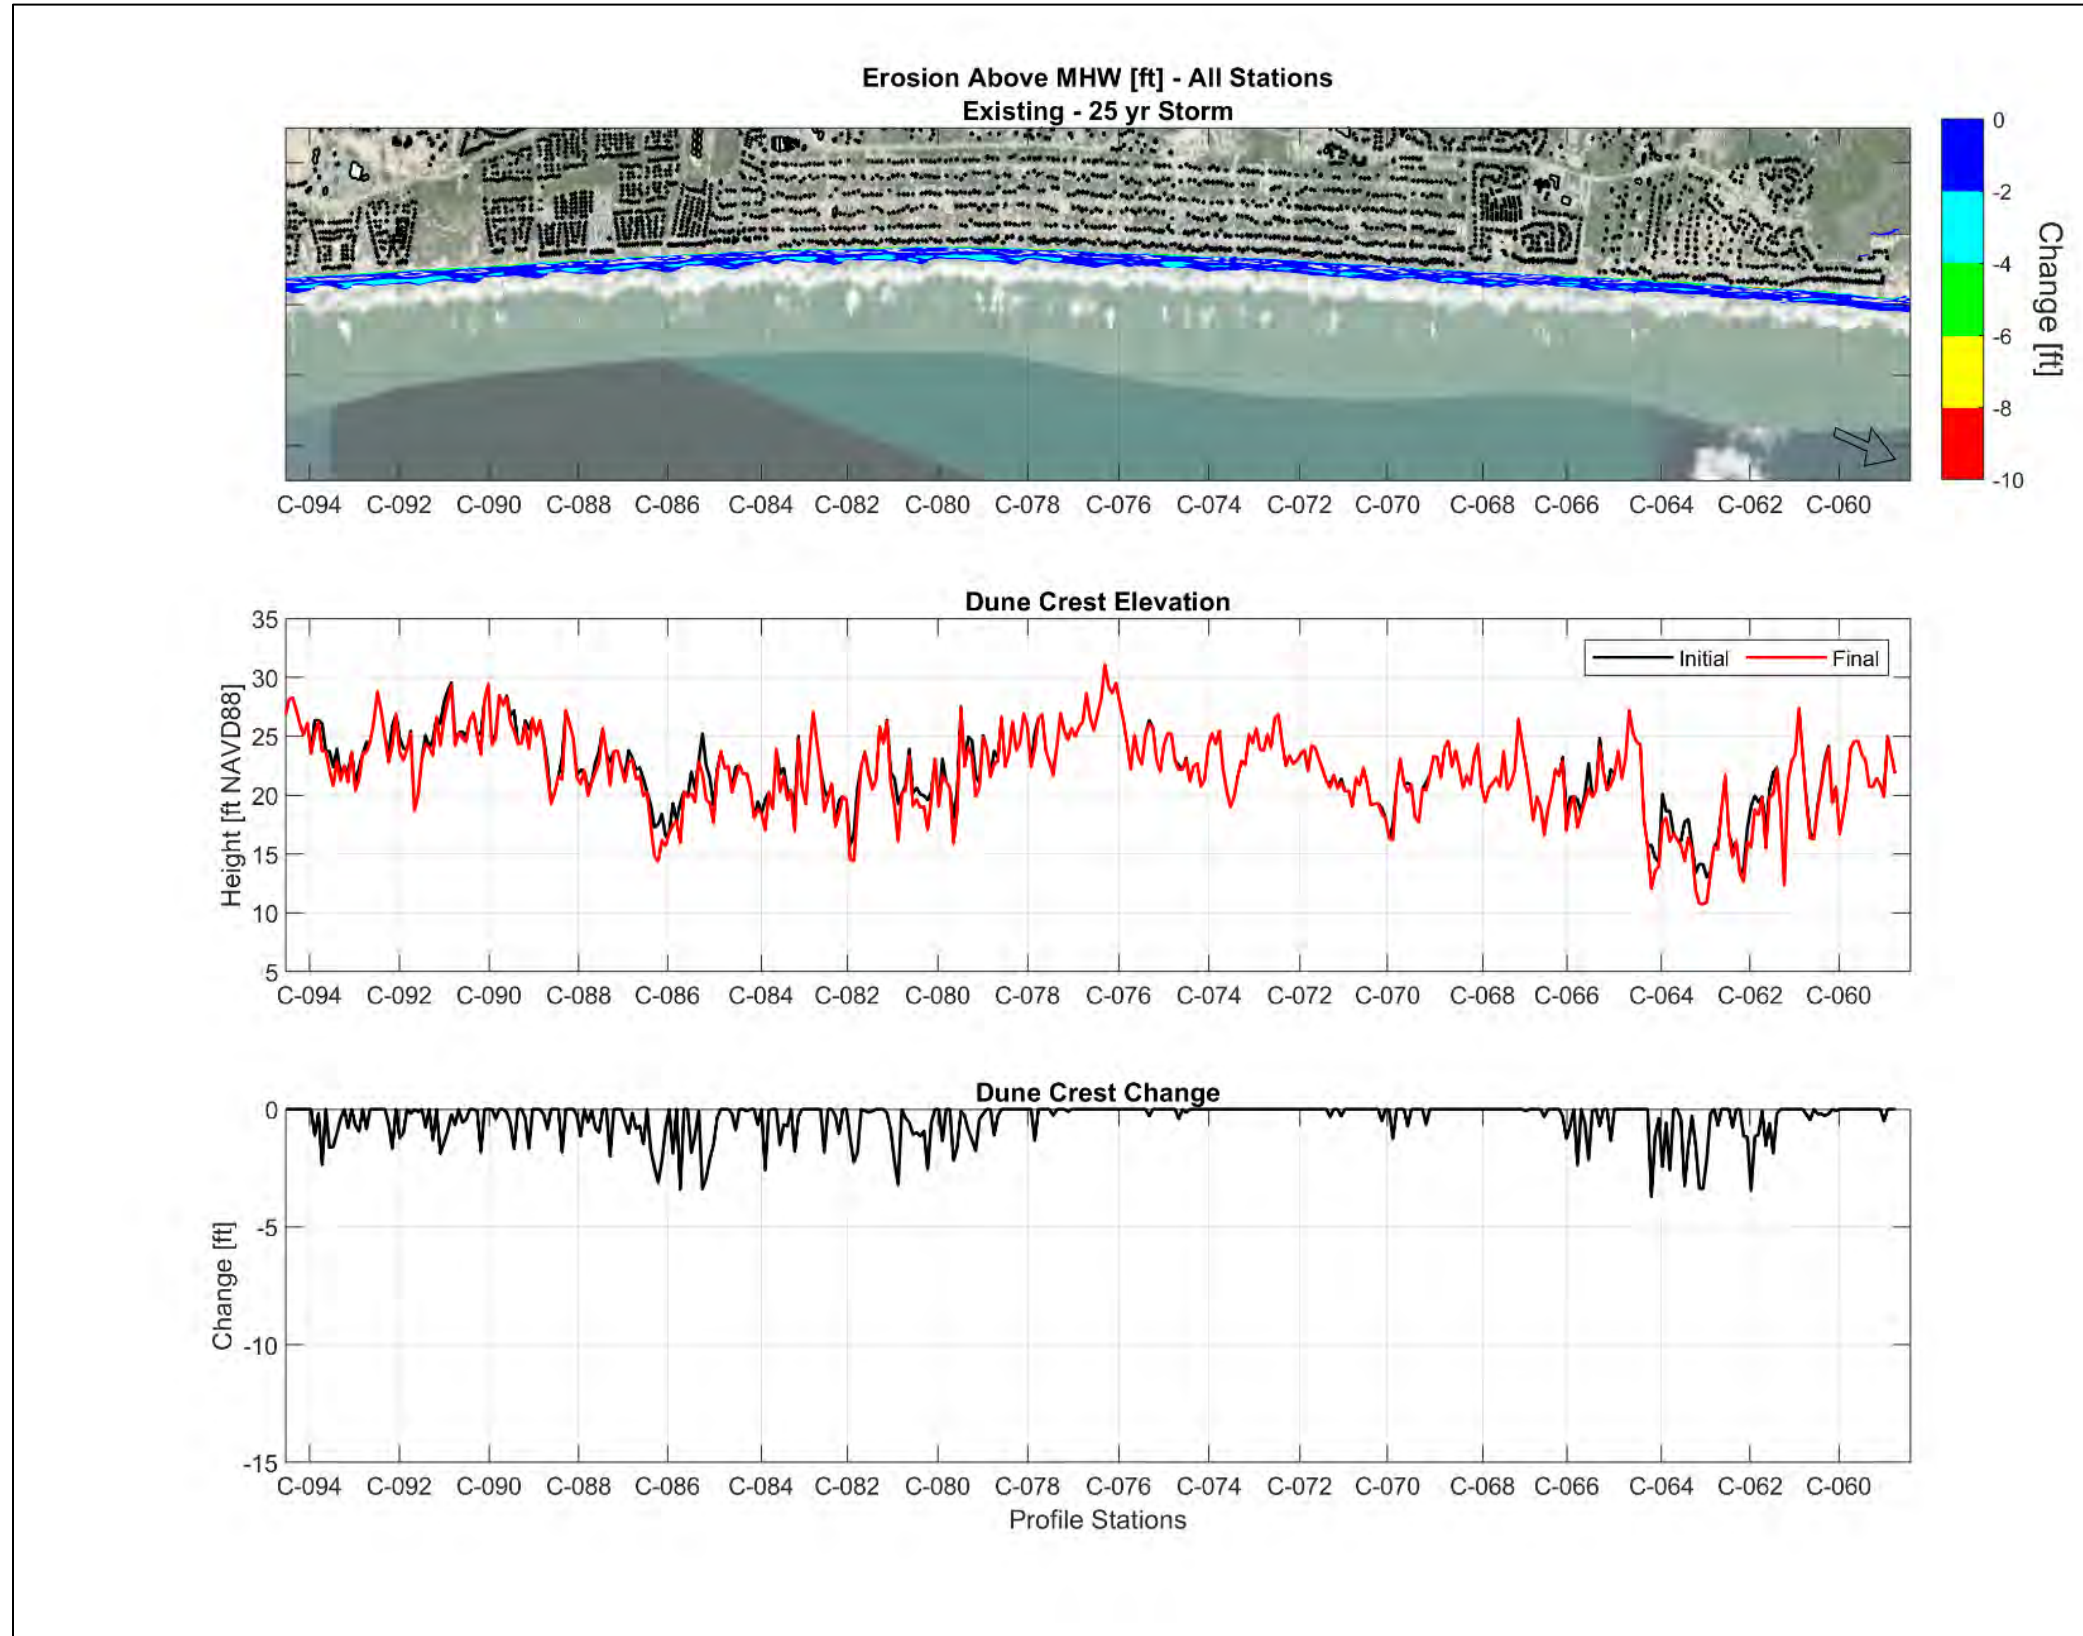 Erosion Above MHW [ft] - All Stations
Existing - 25 yr Storm
0
-2
-4
-6
-8
-10
Change [ft]
C-094 C-092 C-090 C-088 C-086 C-084 C-082 C-080 C-078 C-076 C-074 C-072 C-070 C-068 C-066 C-064 C-062 C-060
Dune Crest Elevation
35
30
25
20
15
10
5
Height [ft NAVD88]
Initial Final
C-094 C-092 C-090 C-088 C-086 C-084 C-082 C-080 C-078 C-076 C-074 C-072 C-070 C-068 C-066 C-064 C-062 C-060
Dune Crest Change
0
-5
-10
-15
Change [ft]
C-094 C-092 C-090 C-088 C-086 C-084 C-082 C-080 C-078 C-076 C-074 C-072 C-070 C-068 C-066 C-064 C-062 C-060
Profile Stations